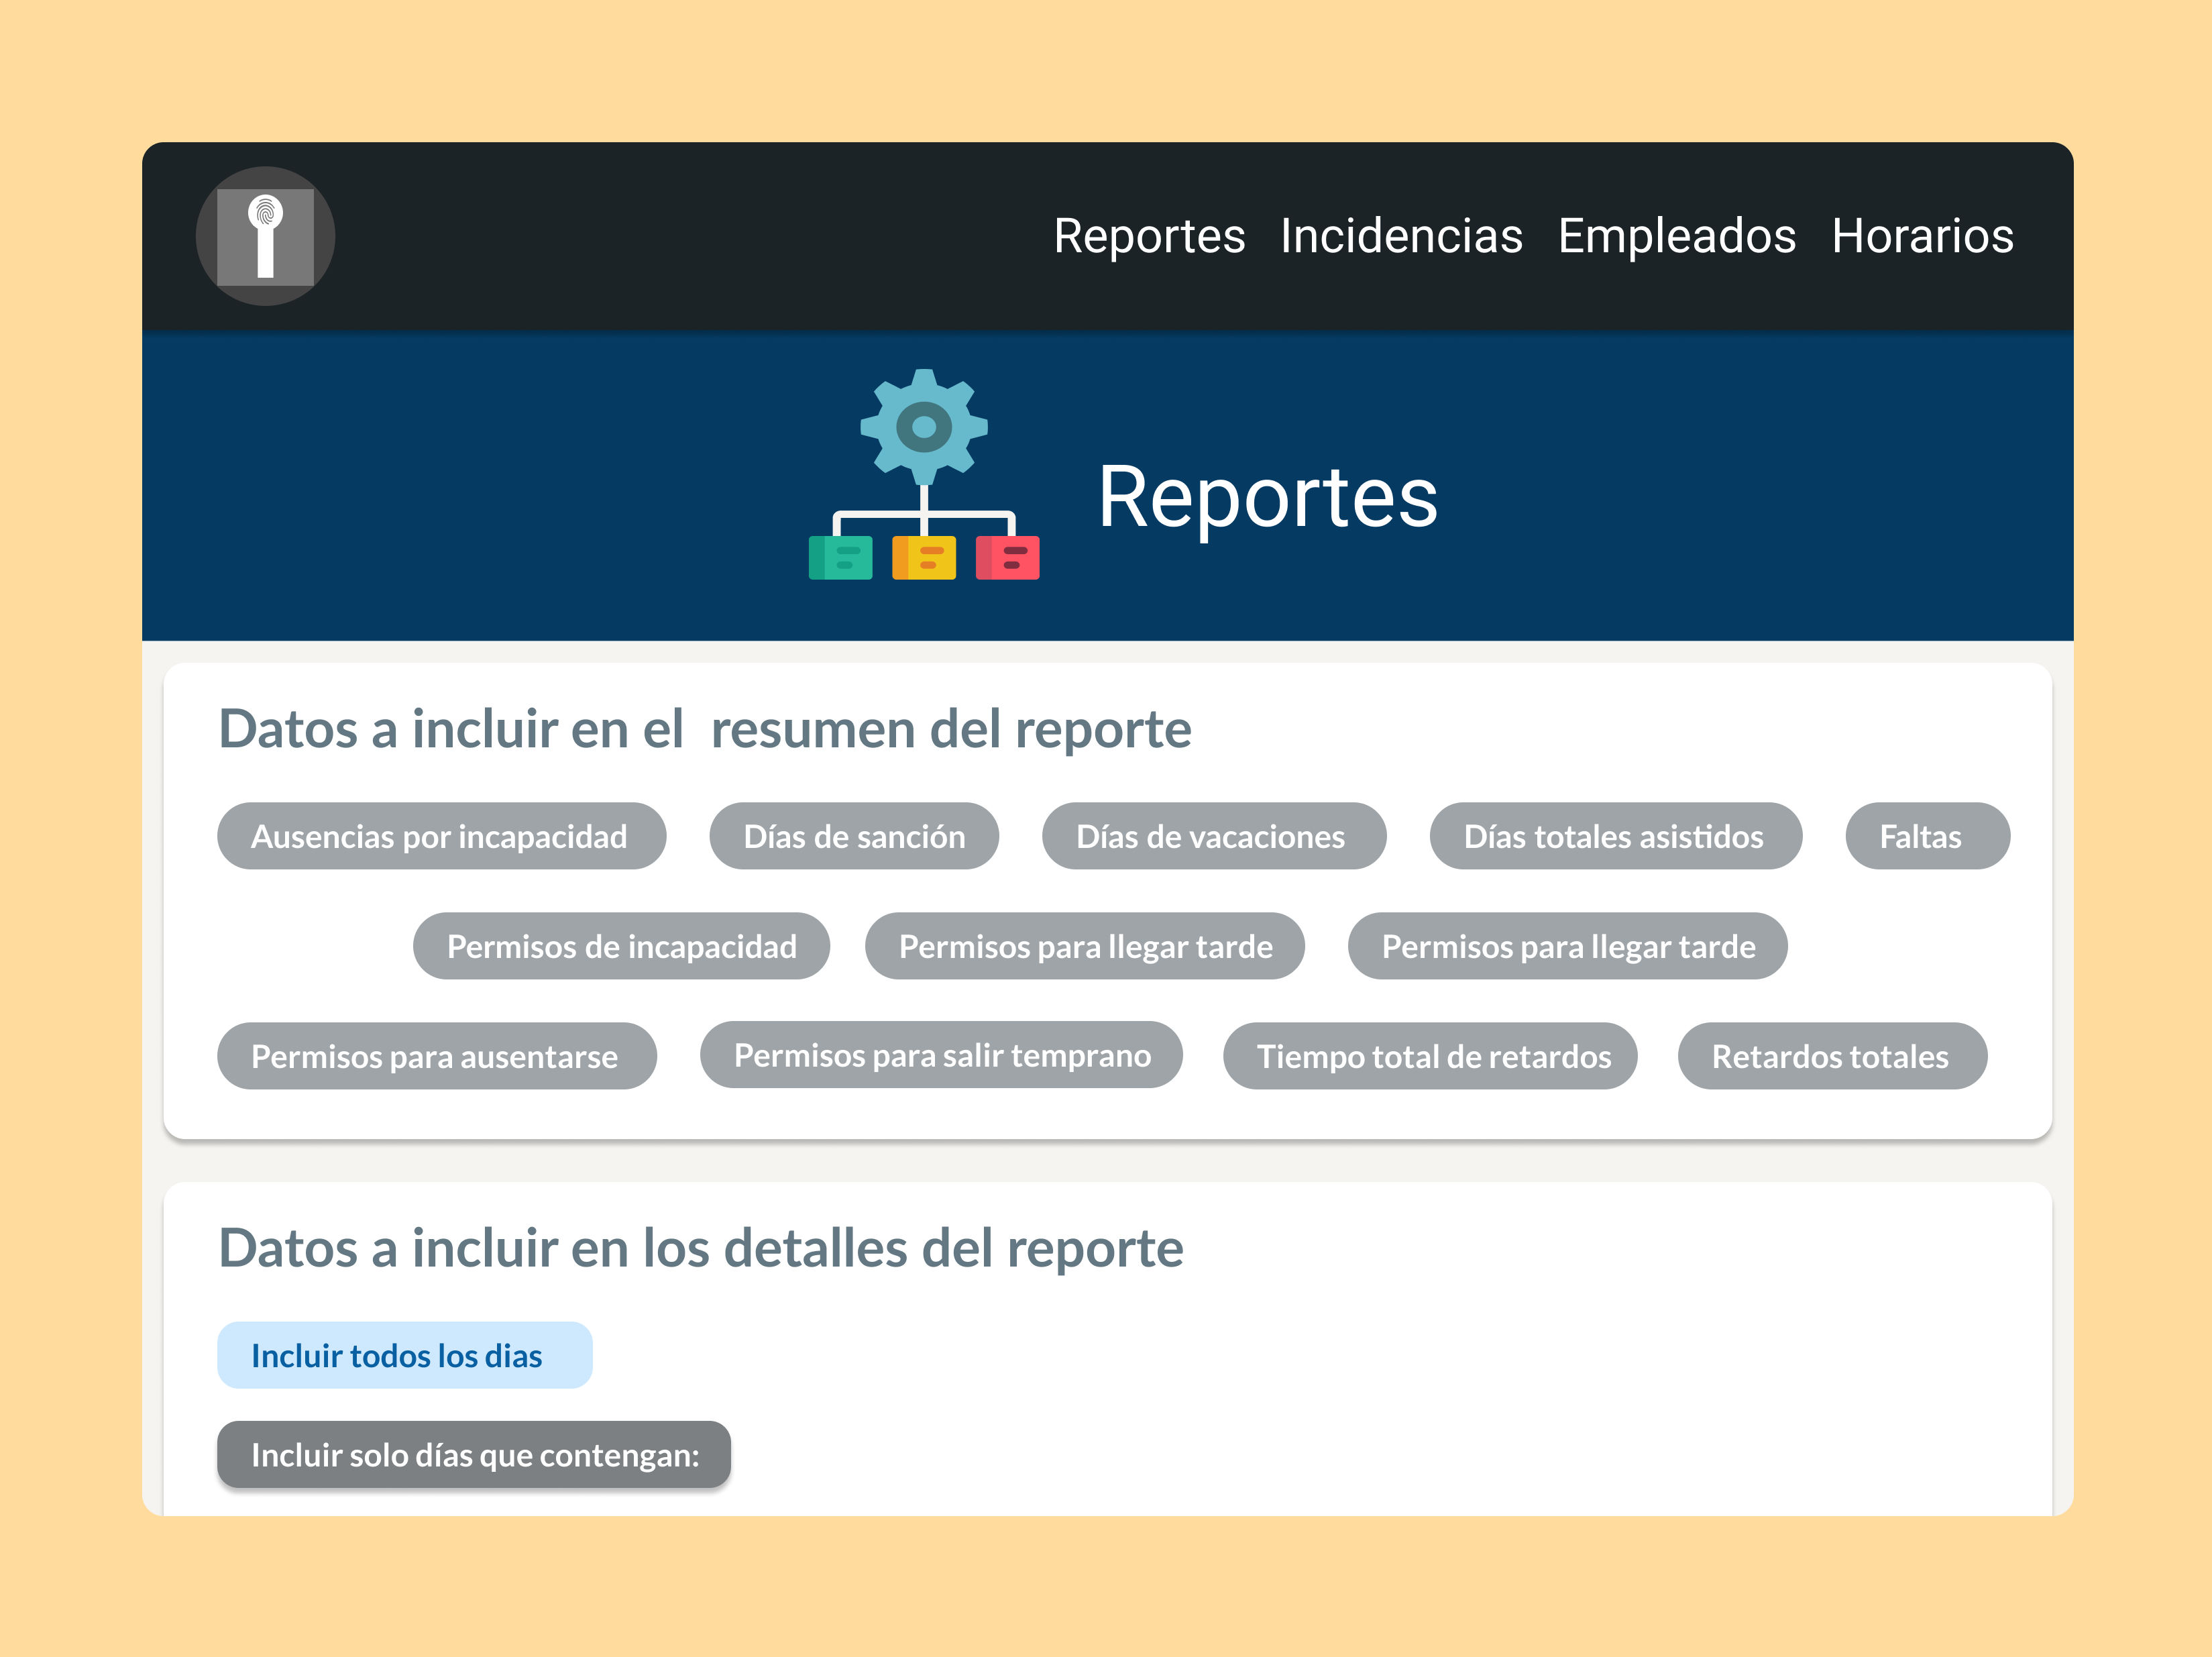 Reportes Incidencias Empleados Horarios
Reportes
Datos a incluir en el  resumen del reporte
Ausencias por incapacidad Días de sanción Días de vacaciones Días totales asistidos Faltas
Permisos de incapacidad Permisos para llegar tarde Permisos para llegar tarde
Permisos para ausentarse Permisos para salir temprano Tiempo total de retardos Retardos totales
Datos a incluir en los detalles del reporte
Incluir todos los dias
Incluir solo días que contengan: